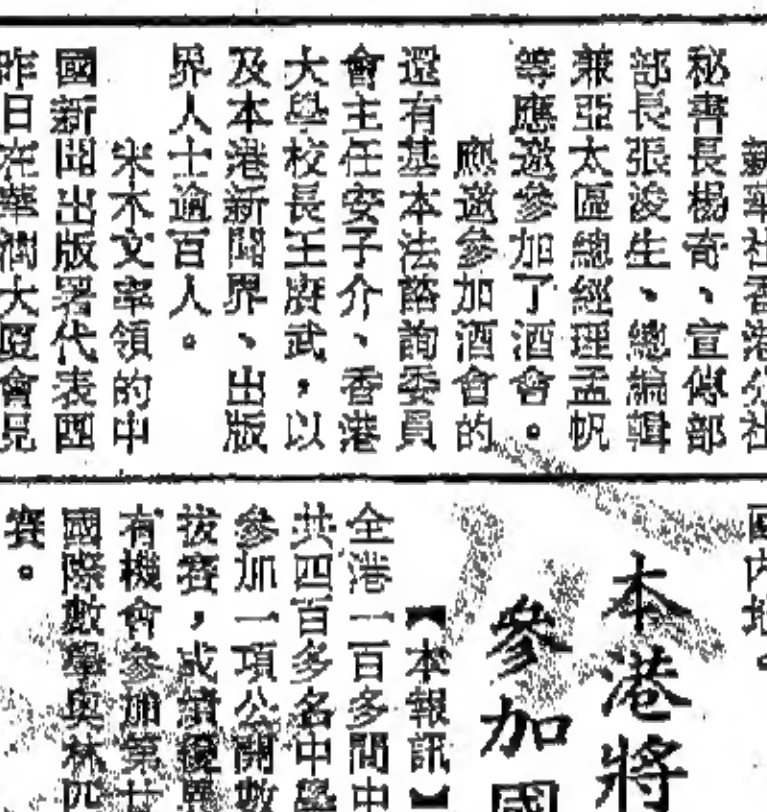 新華社香港分社
秘書長楊奇、宣傳部
部長張浚生、總編輯
兼亞太區總經理孟帆
等應邀參加了酒會。
應邀參加酒會的
還有基本法諮詢委員
會主任安子介、香港
大學校長王賡武，以
及本港新聞界、出版
界人士逾百人。
宋木文率領的中
國新聞出版署代表團
昨日在華潤大廈會見
國內地。
本港將
參加國
【本報訊】
全港一百多間中
共四百多名中學
參加一項公開數
拔賽，成績優異
有機會參加第廿
國際數學奧林匹
賽。